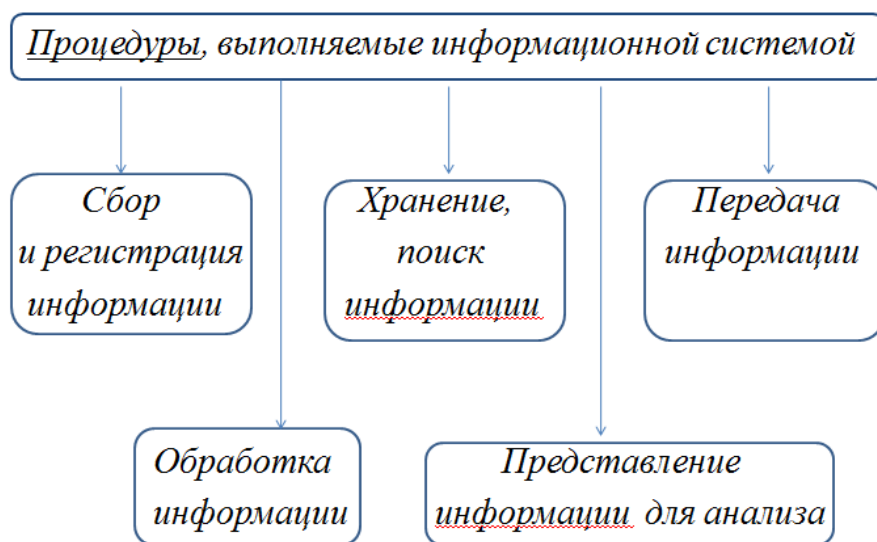 Процедуры, выполняемые информационной системой
Сбор
и регистрация
информации
Хранение,
поиск
информации
Передача
информации
Обработка
информации
Представление
информации для анализа